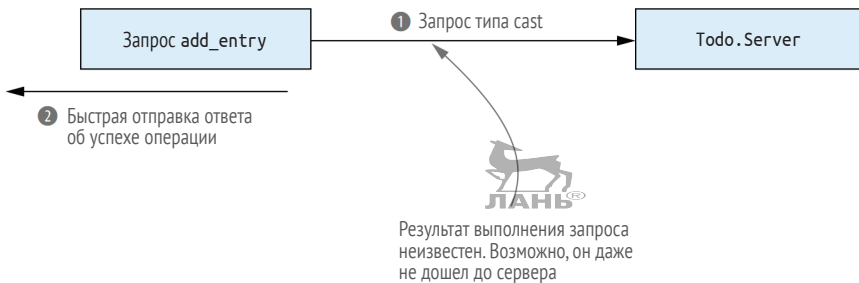 Запрос add_entry
❶ Запрос типа cast
Todo.Server
❷ Быстрая отправка ответа
об успехе операции
ЛАНЬ®
Результат выполнения запроса
неизвестен. Возможно, он даже
не дошел до сервера